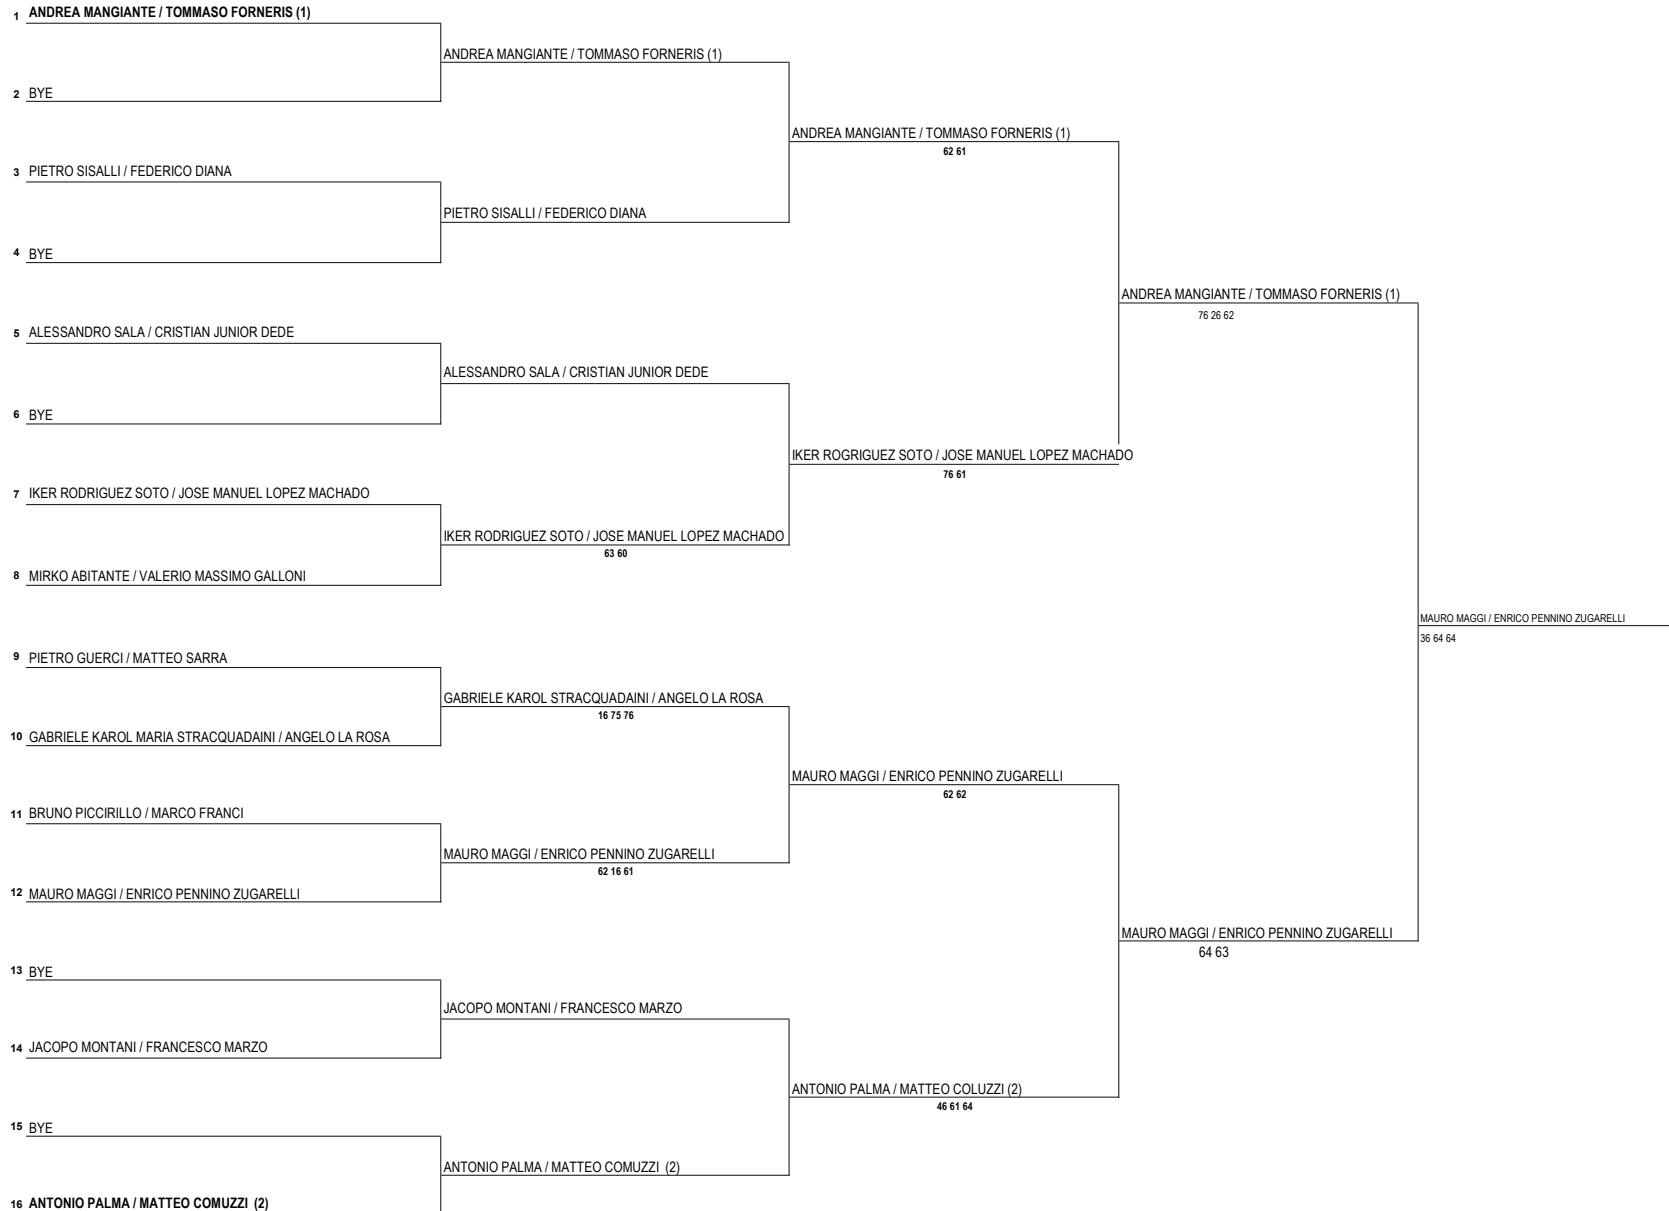 1 ANDREA MANGIANTE / TOMMASO FORNERIS (1)
ANDREA MANGIANTE / TOMMASO FORNERIS (1)
2 BYE
ANDREA MANGIANTE / TOMMASO FORNERIS (1)
62 61
3 PIETRO SISALLI / FEDERICO DIANA
PIETRO SISALLI / FEDERICO DIANA
4 BYE
ANDREA MANGIANTE / TOMMASO FORNERIS (1)
76 26 62
5 ALESSANDRO SALA / CRISTIAN JUNIOR DEDE
ALESSANDRO SALA / CRISTIAN JUNIOR DEDE
6 BYE
IKER ROGRIGUEZ SOTO / JOSE MANUEL LOPEZ MACHADO
76 61
7 IKER RODRIGUEZ SOTO / JOSE MANUEL LOPEZ MACHADO
IKER RODRIGUEZ SOTO / JOSE MANUEL LOPEZ MACHADO
63 60
8 MIRKO ABITANTE / VALERIO MASSIMO GALLONI
MAURO MAGGI / ENRICO PENNINO ZUGARELLI
36 64 64
9 PIETRO GUERCI / MATTEO SARRA
GABRIELE KAROL STRACQUADAINI / ANGELO LA ROSA
16 75 76
10 GABRIELE KAROL MARIA STRACQUADAINI / ANGELO LA ROSA
MAURO MAGGI / ENRICO PENNINO ZUGARELLI
62 62
11 BRUNO PICCIRILLO / MARCO FRANCI
MAURO MAGGI / ENRICO PENNINO ZUGARELLI
62 16 61
12 MAURO MAGGI / ENRICO PENNINO ZUGARELLI
MAURO MAGGI / ENRICO PENNINO ZUGARELLI
64 63
13 BYE
JACOPO MONTANI / FRANCESCO MARZO
14 JACOPO MONTANI / FRANCESCO MARZO
ANTONIO PALMA / MATTEO COLUZZI (2)
46 61 64
15 BYE
ANTONIO PALMA / MATTEO COMUZZI (2)
16 ANTONIO PALMA / MATTEO COMUZZI (2)